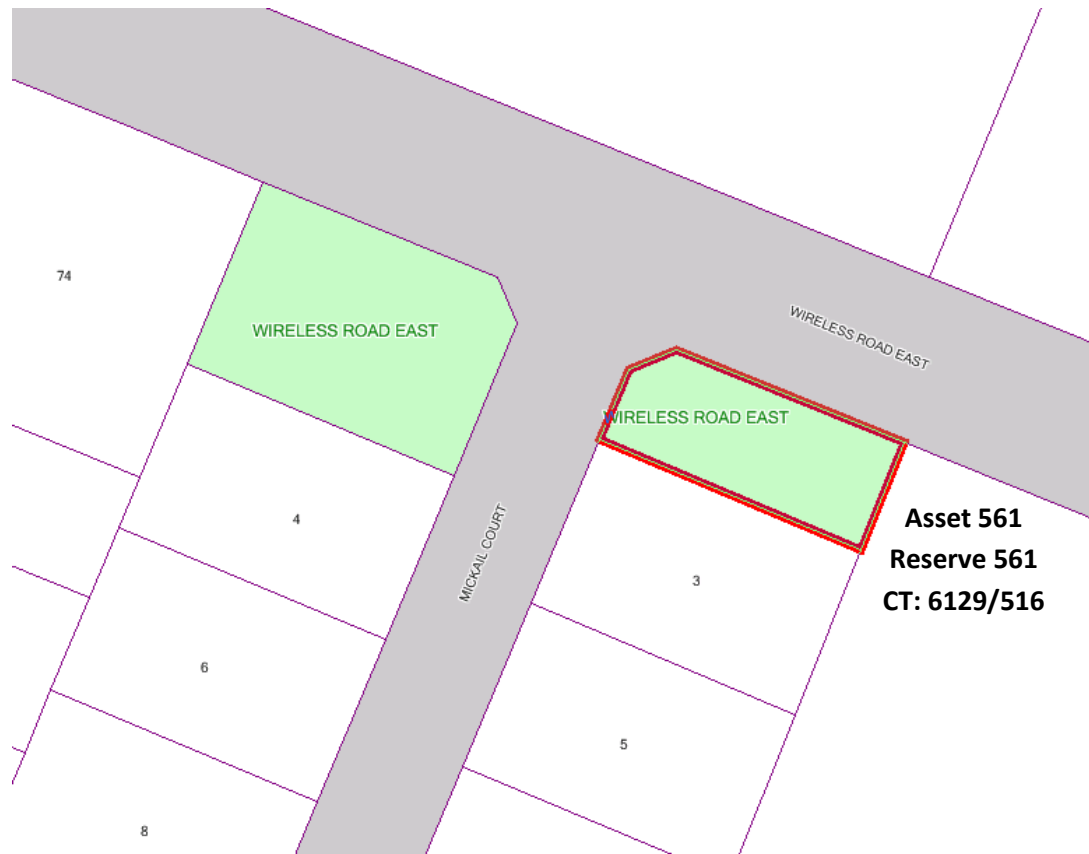 74
WIRELESS ROAD EAST
WIRELESS ROAD EAST
WIRELESS ROAD EAST
Asset 561
Reserve 561
CT: 6129/516
4
MICKAIL COURT
3
6
5
8